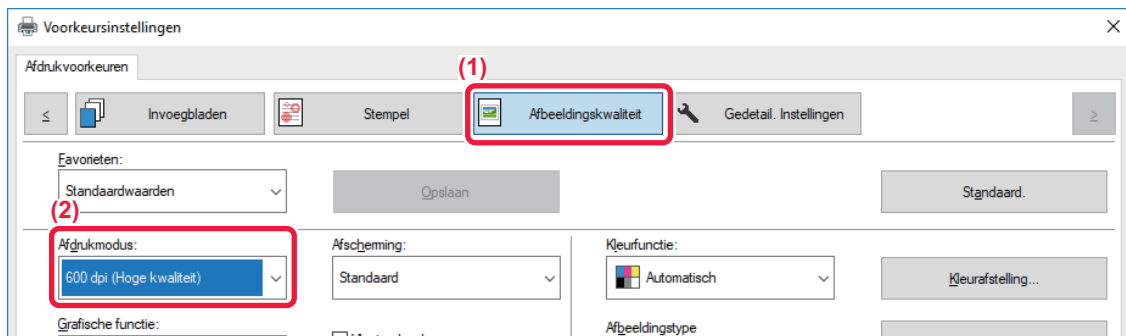 Voorkeursinstellingen
Afdrukvoorkeuren
(1)
< Invoegbladen Stempel Afbeeldingskwaliteit Gedetail. Instellingen >
Favorieten:
Standaardwaarden Opslaan Standaard.
(2)
Afdrukmodus: Afscherming: Kleurfunctie:
600 dpi (Hoge kwaliteit) Standaard Automatisch Kleurafstelling...
Grafische functie: Afbeeldingstype